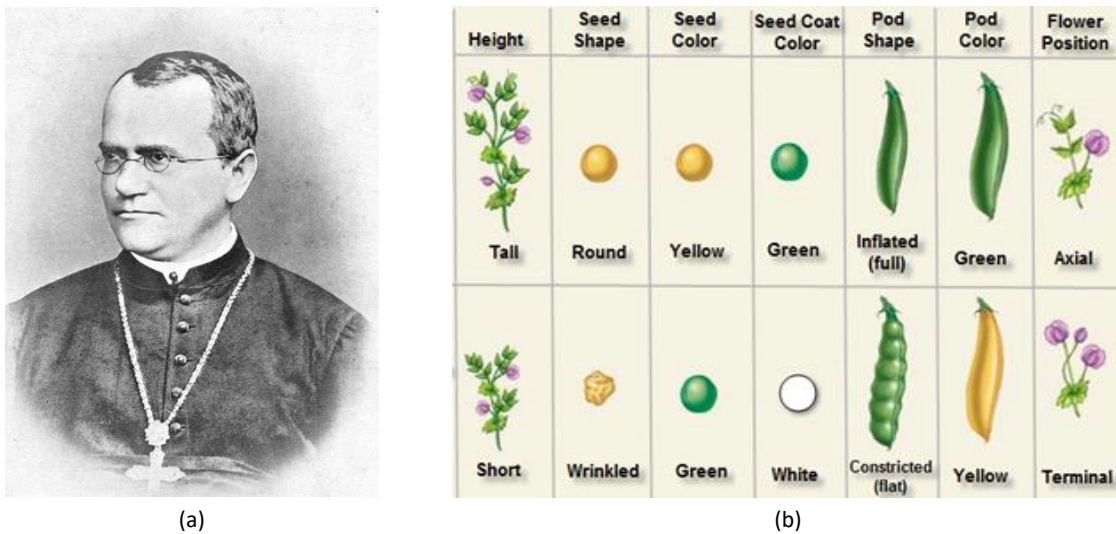 Height
Seed Shape
Seed Color
Seed Coat Color
Pod Shape
Pod Color
Flower Position
Tall
Round
Yellow
Green
Inflated (full)
Green
Axial
Short
Wrinkled
Green
White
Constricted (flat)
Yellow
Terminal
(a)
(b)